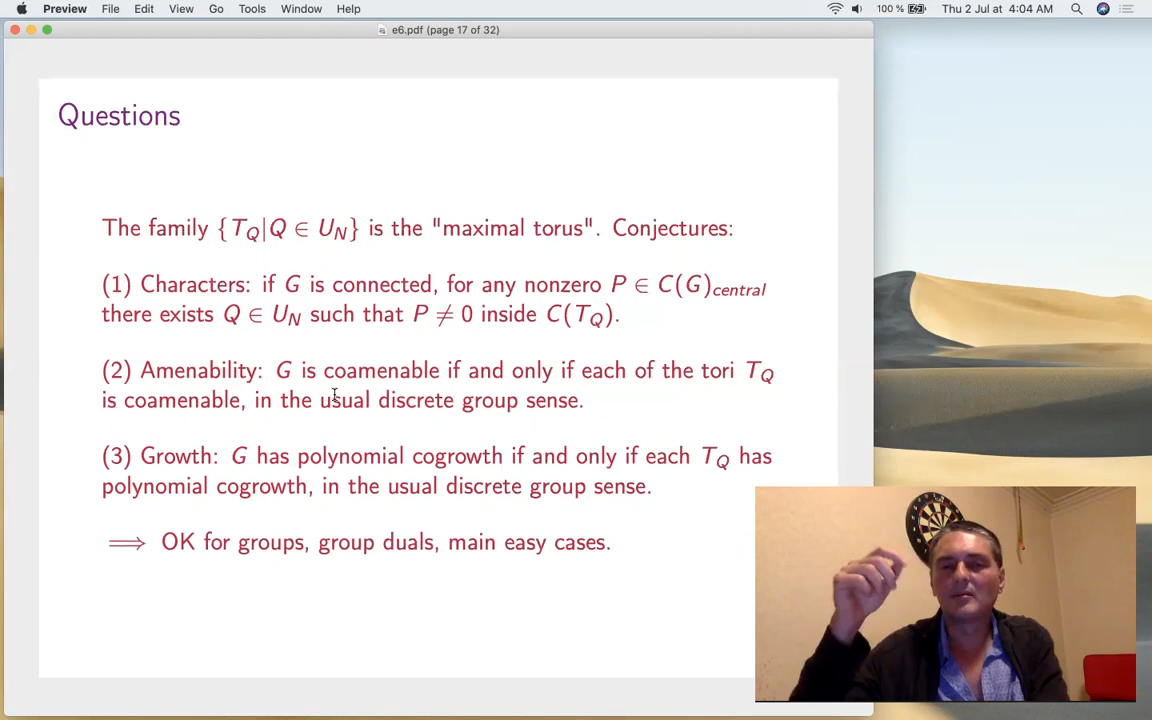 Preview File Edit View Go Tools Window Help 100 % Thu 2 Jul at 4:04 AM
e6.pdf (page 17 of 32)
Questions
The family {T_Q|Q ∈ U_N} is the "maximal torus". Conjectures:
(1) Characters: if G is connected, for any nonzero P ∈ C(G)_central
there exists Q ∈ U_N such that P ≠ 0 inside C(T_Q).
(2) Amenability: G is coamenable if and only if each of the tori T_Q
is coamenable, in the usual discrete group sense.
(3) Growth: G has polynomial cogrowth if and only if each T_Q has
polynomial cogrowth, in the usual discrete group sense.
⟹ OK for groups, group duals, main easy cases.